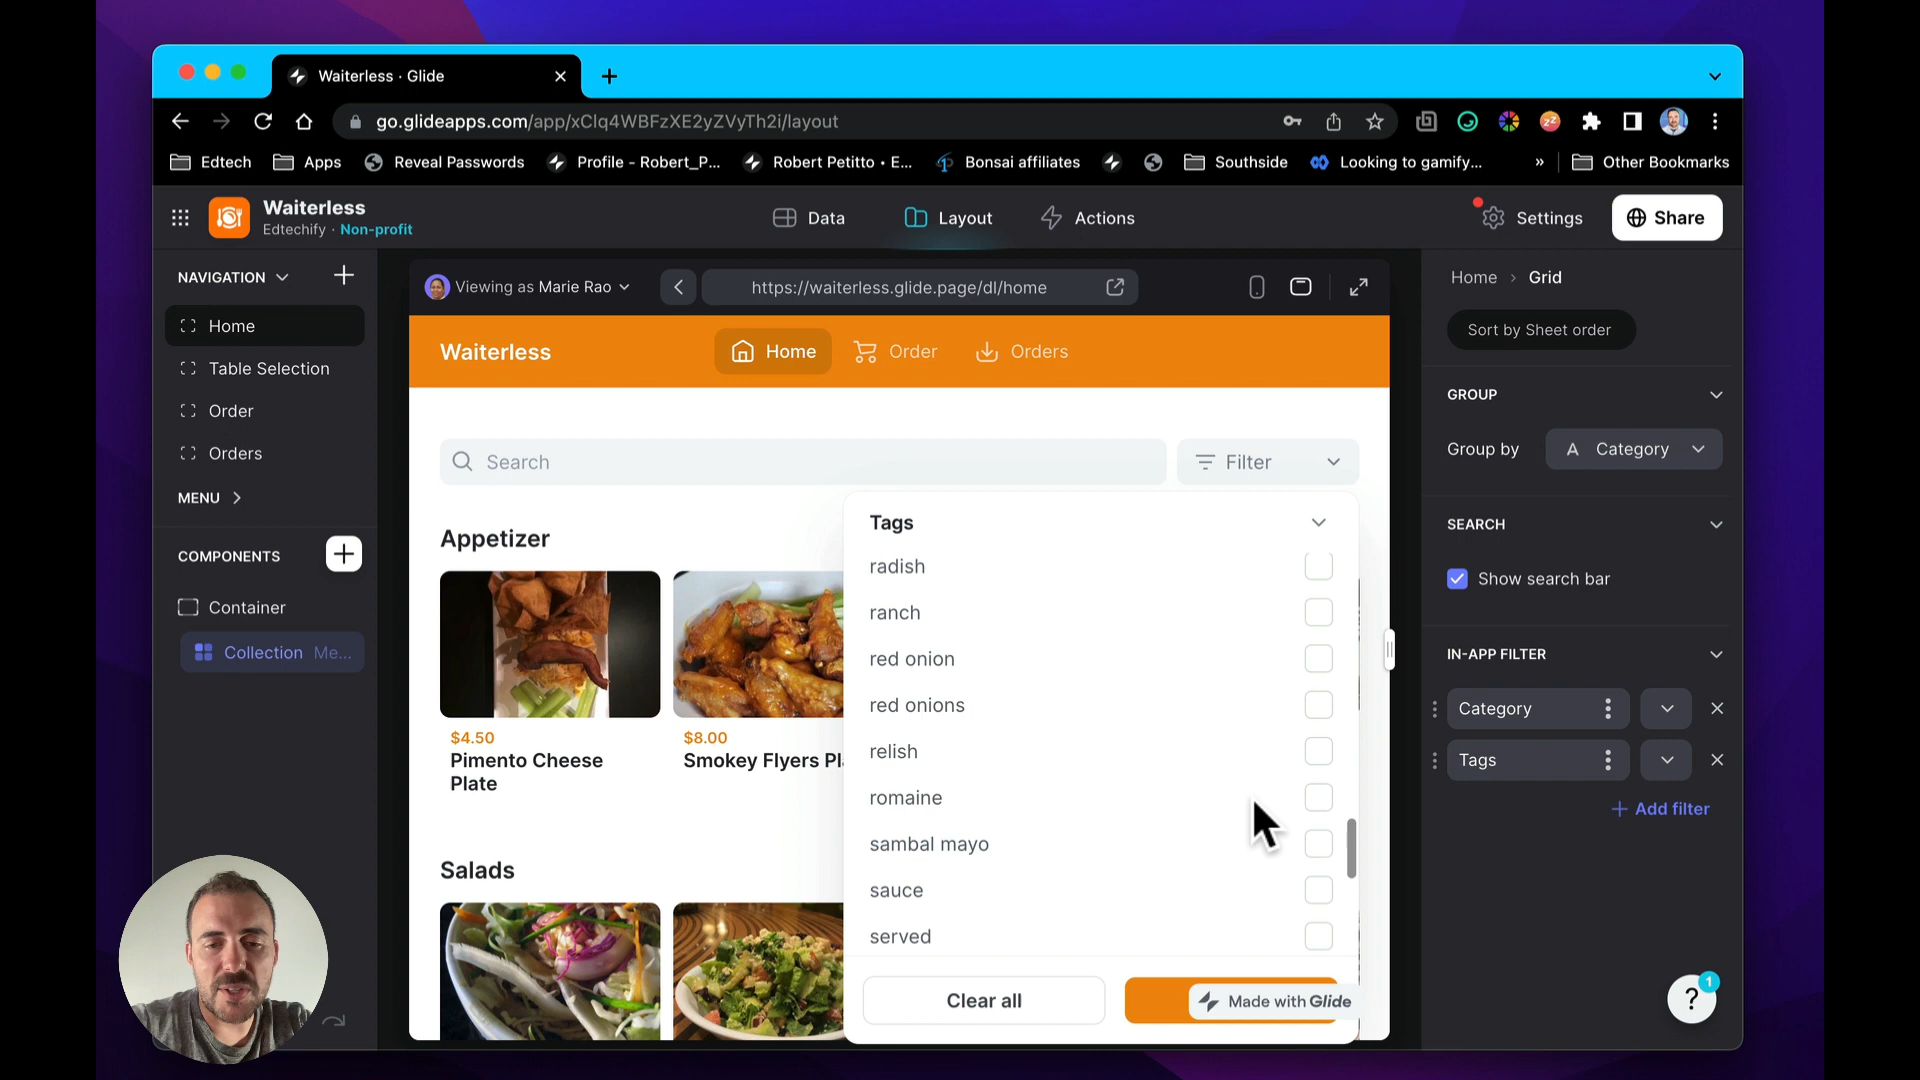 Waiterless · Glide
go.glideapps.com/app/xClq4WBFzXE2yZVyTh2i/layout
Edtech
Apps
Reveal Passwords
Profile - Robert_P...
Robert Petitto • E...
Bonsai affiliates
Southside
Looking to gamify...
»
Other Bookmarks
Waiterless
Edtechify · Non-profit
Data
Layout
Actions
Settings
Share
NAVIGATION
Home
Table Selection
Order
Orders
MENU
COMPONENTS
Container
Collection Me...
Viewing as Marie Rao
https://waiterless.glide.page/dl/home
Waiterless
Home
Order
Orders
Search
Filter
Appetizer
$4.50
Pimento Cheese
Plate
$8.00
Smokey Flyers Pl
Salads
Tags
radish
ranch
red onion
red onions
relish
romaine
sambal mayo
sauce
served
Clear all
Made with Glide
Home > Grid
Sort by Sheet order
GROUP
Group by
A Category
SEARCH
Show search bar
IN-APP FILTER
Category
Tags
+ Add filter
?
1